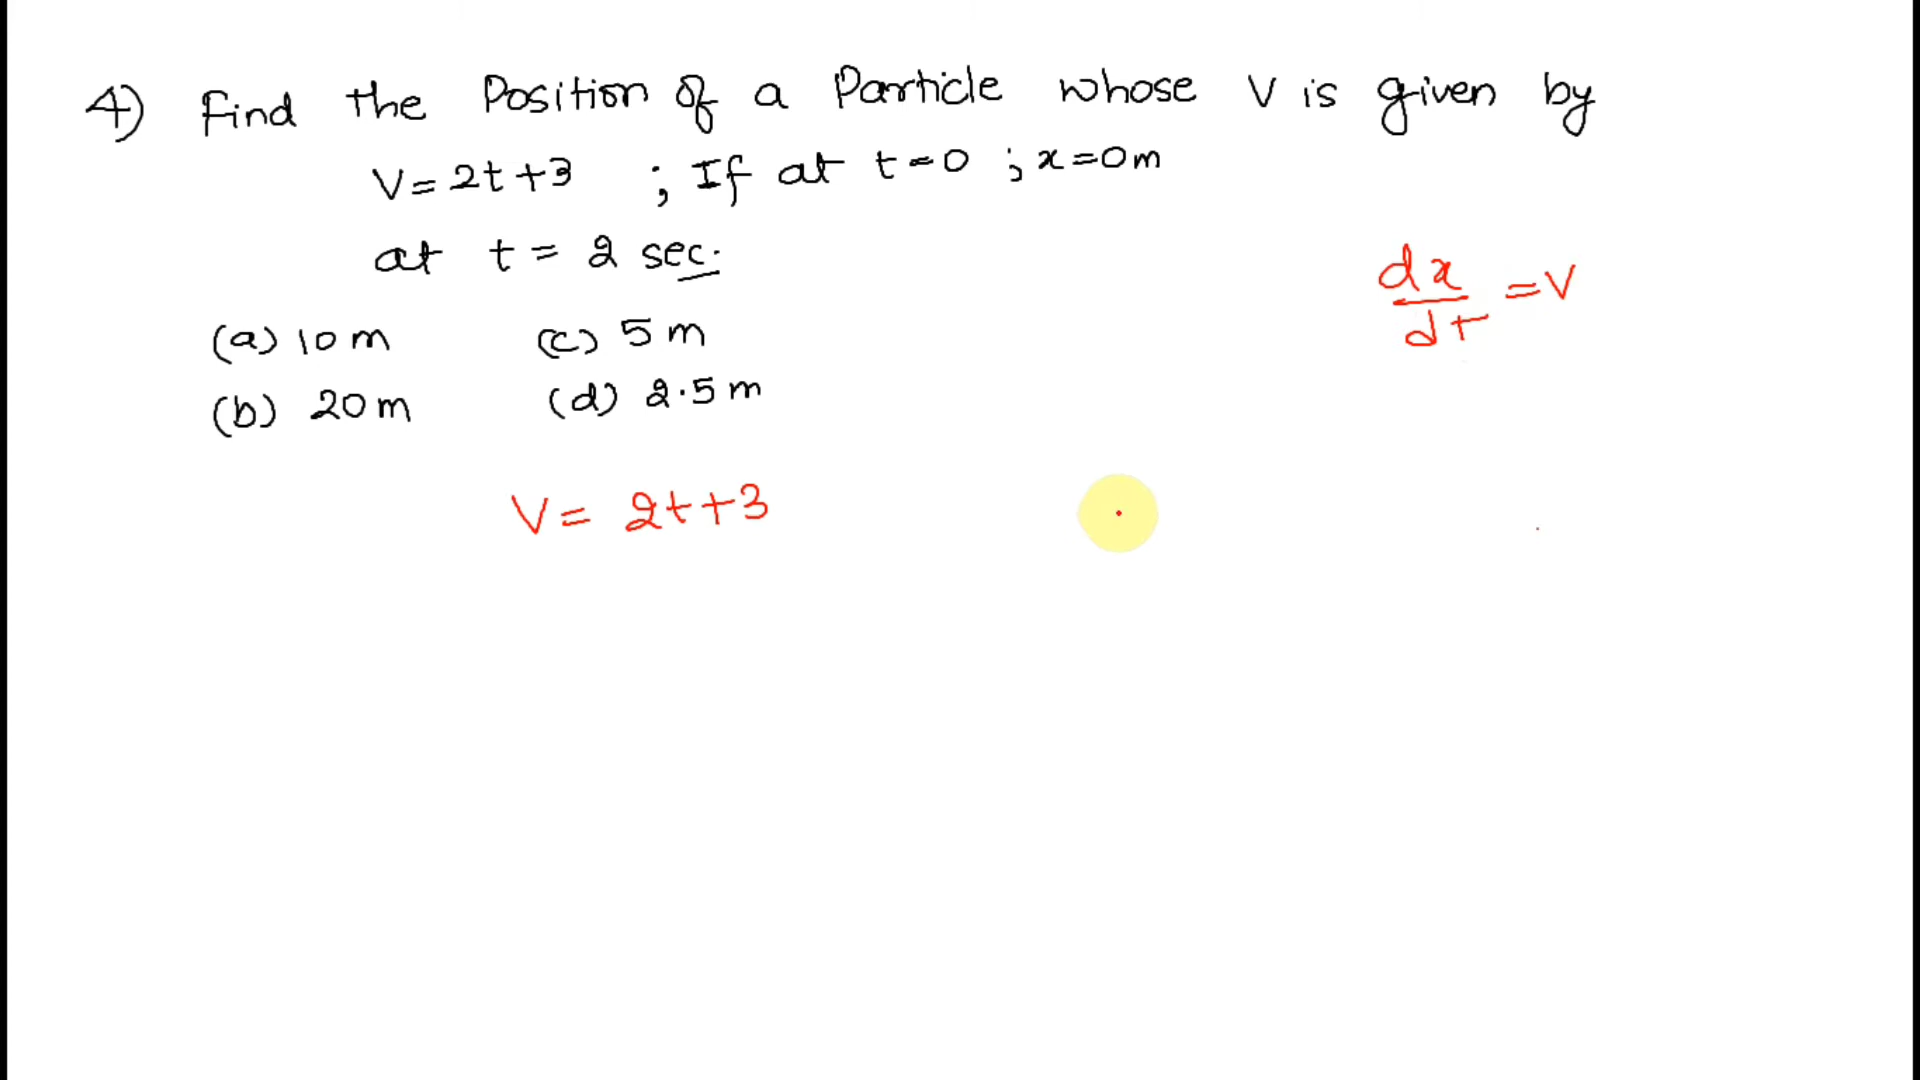 4) Find the Position of a Particle whose V is given by
V = 2t + 3 ; If at t = 0 ; x = 0 m
at t = 2 sec.
(a) 10 m (c) 5 m
(b) 20 m (d) 2.5 m
dx/dt = V
V = 2t + 3